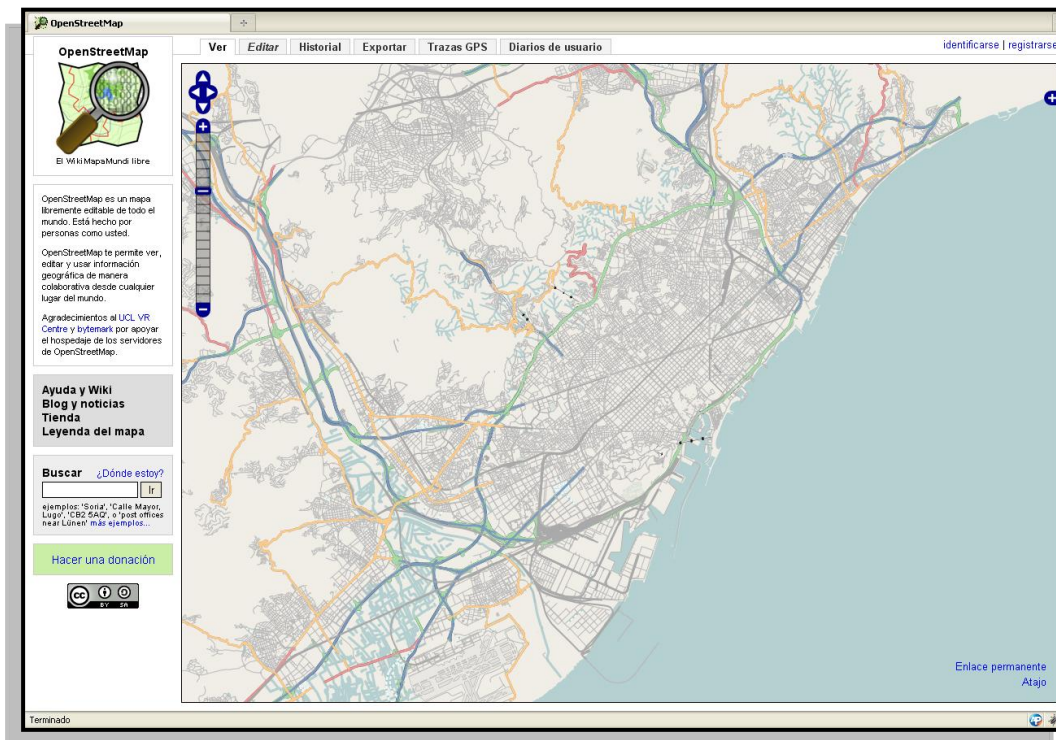 OpenStreetMap
OpenStreetMap
El WikiMapaMundi libre
Ver Editar Historial Exportar Trazas GPS Diarios de usuario
identificarse | registrarse
OpenStreetMap es un mapa
libremente editable de todo el
mundo. Está hecho por
personas como usted.
OpenStreetMap te permite ver,
editar y usar información
geográfica de manera
colaborativa desde cualquier
lugar del mundo.
Agradecimientos al UCL VR
Centre y bytemark por apoyar
el hospedaje de los servidores
de OpenStreetMap.
Ayuda y Wiki
Blog y noticias
Tienda
Leyenda del mapa
Buscar ¿Dónde estoy?
Ir
ejemplos: 'Soria', 'Calle Mayor,
Lugo', 'CB2 5AQ', o 'post offices
near Lünen' más ejemplos...
Hacer una donación
cc
BY SA
Enlace permanente
Atajo
Terminado